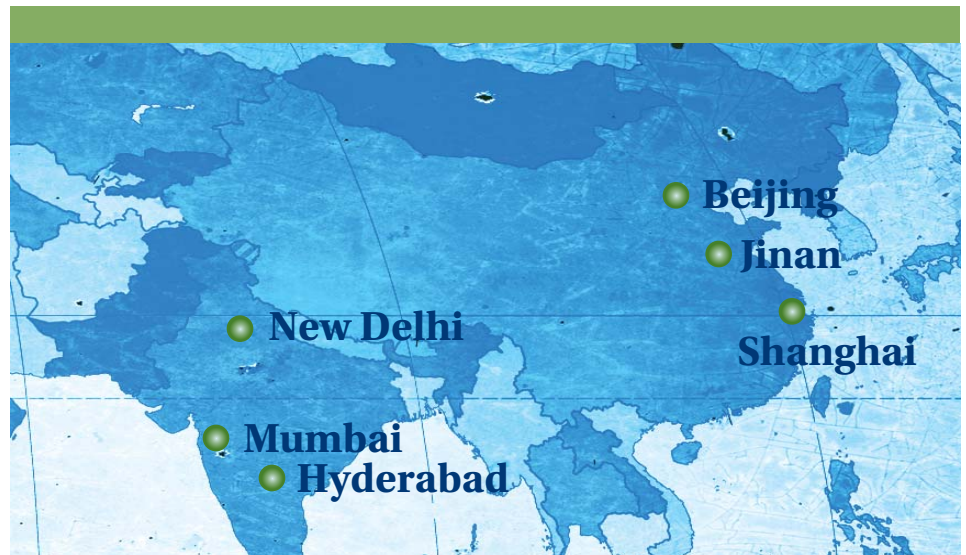 Beijing
Jinan
New Delhi
Shanghai
Mumbai
Hyderabad